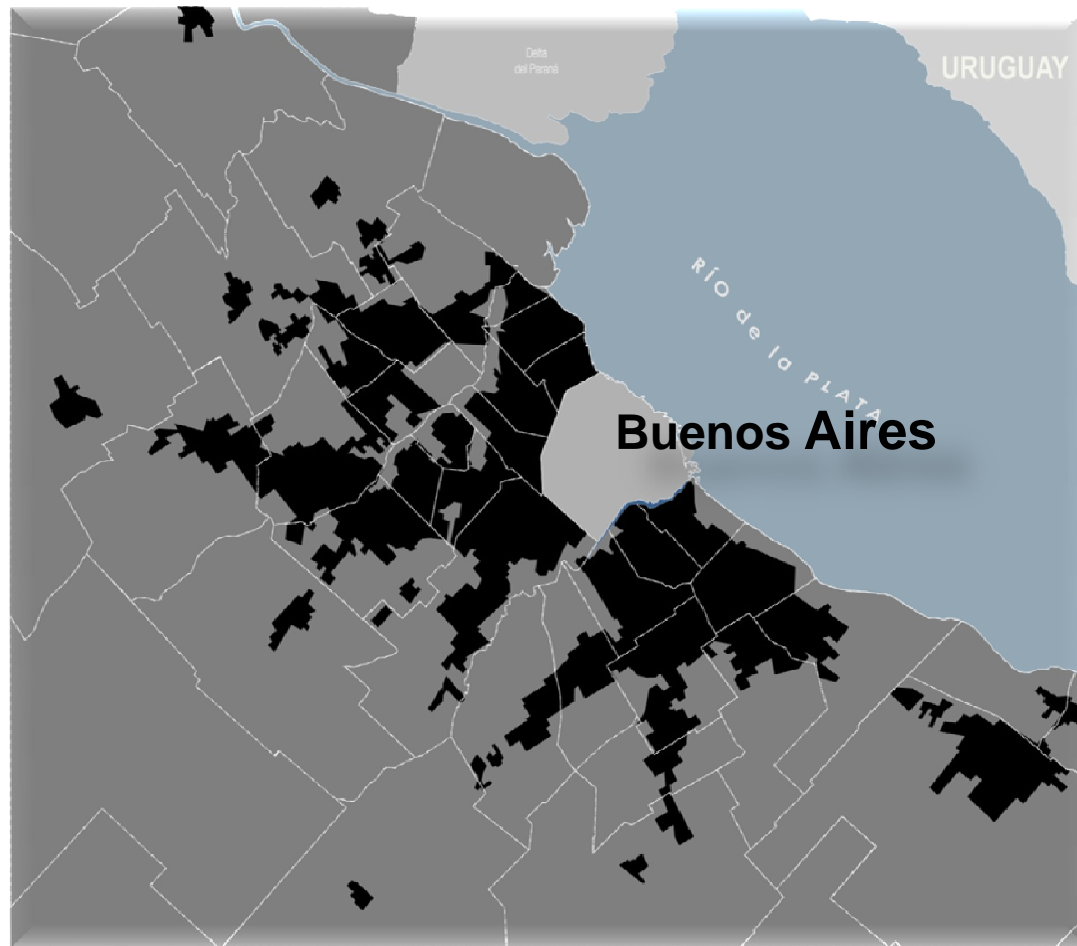 Delta
del Paraná
URUGUAY
RÍO de la PLATA
Buenos Aires